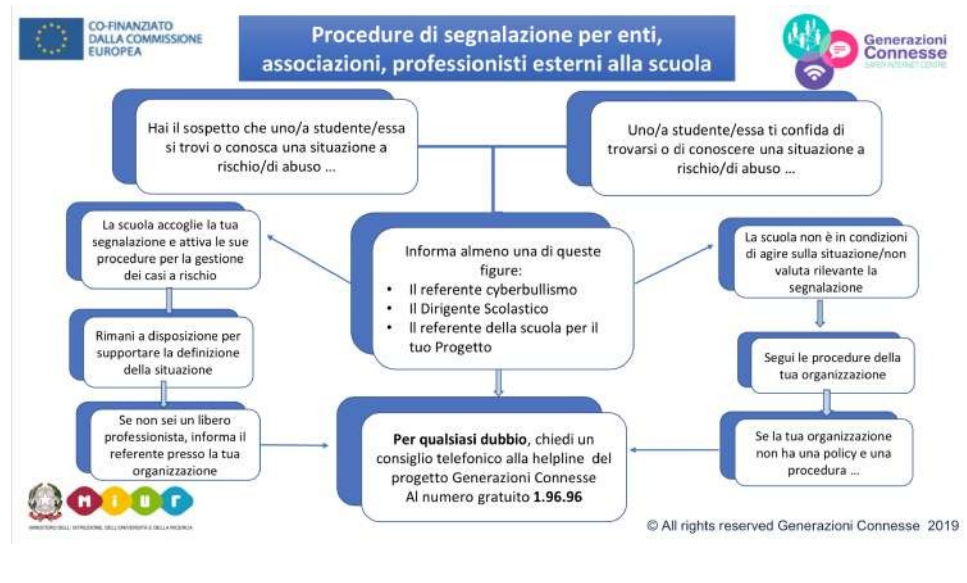 CO-FINANZIATO
DALLA COMMISSIONE
EUROPEA
Procedure di segnalazione per enti,
associazioni, professionisti esterni alla scuola
Generazioni
Connesse
SAFER INTERNET CENTRE
Hai il sospetto che uno/a studente/essa
si trovi o conosca una situazione a
rischio/di abuso ...
Uno/a studente/essa ti confida di
trovarsi o di conoscere una situazione a
rischio/di abuso ...
La scuola accoglie la tua
segnalazione e attiva le sue
procedure per la gestione
dei casi a rischio
Informa almeno una di queste
figure:
• Il referente cyberbullismo
• Il Dirigente Scolastico
• Il referente della scuola per il
tuo Progetto
La scuola non è in condizioni
di agire sulla situazione/non
valuta rilevante la
segnalazione
Rimani a disposizione per
supportare la definizione
della situazione
Segui le procedure della
tua organizzazione
Se non sei un libero
professionista, informa il
referente presso la tua
organizzazione
Per qualsiasi dubbio, chiedi un
consiglio telefonico alla helpline del
progetto Generazioni Connesse
Al numero gratuito 1.96.96
Se la tua organizzazione
non ha una policy e una
procedura ...
MIUR
MINISTERO DELL' ISTRUZIONE, DELL'UNIVERSITÀ E DELLA RICERCA
© All rights reserved Generazioni Connesse 2019